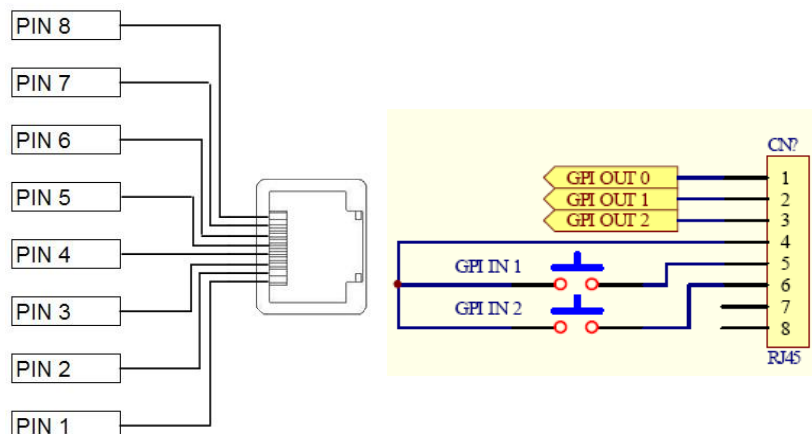 PIN 8
PIN 7
PIN 6
PIN 5
PIN 4
PIN 3
PIN 2
PIN 1
CN?
GPI OUT 0
1
GPI OUT 1
2
GPI OUT 2
3
4
GPI IN 1
5
6
GPI IN 2
7
8
RJ45